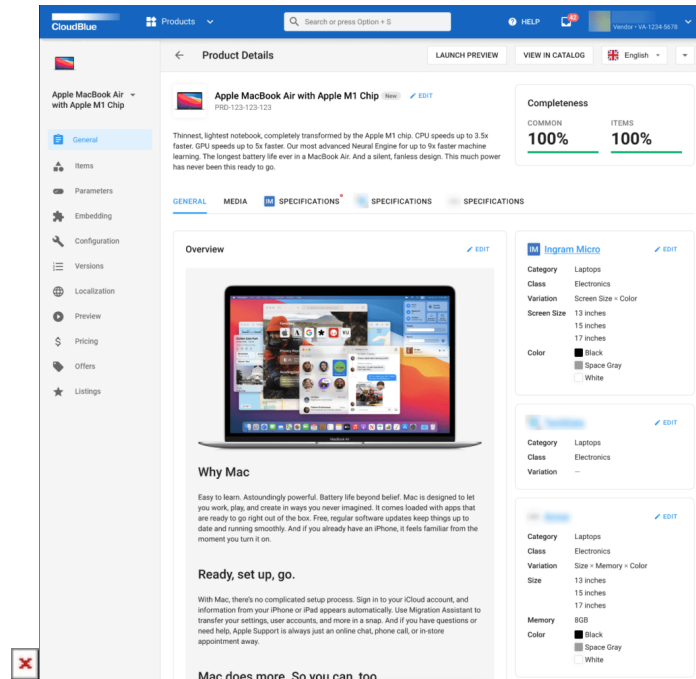 CloudBlue
Products
Search or press Option + S
HELP
Vendor • VA-1234-5678
Product Details
LAUNCH PREVIEW
VIEW IN CATALOG
English
Apple MacBook Air
with Apple M1 Chip
General
Items
Parameters
Embedding
Configuration
Versions
Localization
Preview
Pricing
Offers
Listings
Apple MacBook Air with Apple M1 Chip New EDIT
PRD-123-123-123
Thinnest, lightest notebook, completely transformed by the Apple M1 chip. CPU speeds up to 3.5x
faster. GPU speeds up to 5x faster. Our most advanced Neural Engine for up to 9x faster machine
learning. The longest battery life ever in a MacBook Air. And a silent, fanless design. This much power
has never been this ready to go.
Completeness
COMMON ITEMS
100% 100%
GENERAL MEDIA IM SPECIFICATIONS SPECIFICATIONS SPECIFICATIONS
Overview
EDIT
MacBook Air
Why Mac
Easy to learn. Astoundingly powerful. Battery life beyond belief. Mac is designed to let
you work, play, and create in ways you never imagined. It comes loaded with apps that
are ready to go right out of the box. Free, regular software updates keep things up to
date and running smoothly. And if you already have an iPhone, it feels familiar from the
moment you turn it on.
Ready, set up, go.
With Mac, there's no complicated setup process. Sign in to your iCloud account, and
information from your iPhone or iPad appears automatically. Use Migration Assistant to
transfer your settings, user accounts, and more in a snap. And if you have questions or
need help, Apple Support is always just an online chat, phone call, or in-store
appointment away.
Mac does more. So you can, too.
IM Ingram Micro EDIT
Category Laptops
Class Electronics
Variation Screen Size × Color
Screen Size 13 inches
15 inches
17 inches
Color Black
Space Gray
White
EDIT
Category Laptops
Class Electronics
Variation —
EDIT
Category Laptops
Class Electronics
Variation Size × Memory × Color
Size 13 inches
15 inches
17 inches
Memory 8GB
Color Black
Space Gray
White